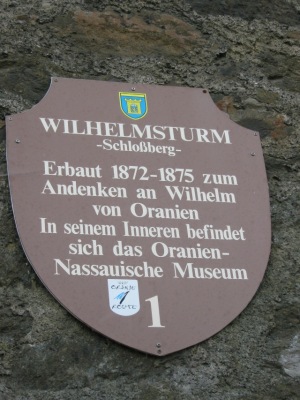 WILHELMSTURM
-Schloßberg-
Erbaut 1872-1875 zum
Andenken an Wilhelm
von Oranien
In seinem Inneren befindet
sich das Oranien-
Nassauische Museum
1
1